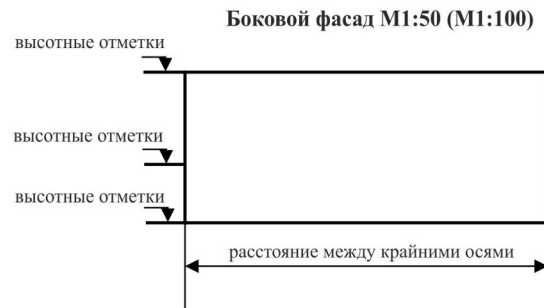 Боковой фасад М1:50 (М1:100)
высотные отметки
высотные отметки
высотные отметки
расстояние между крайними осями